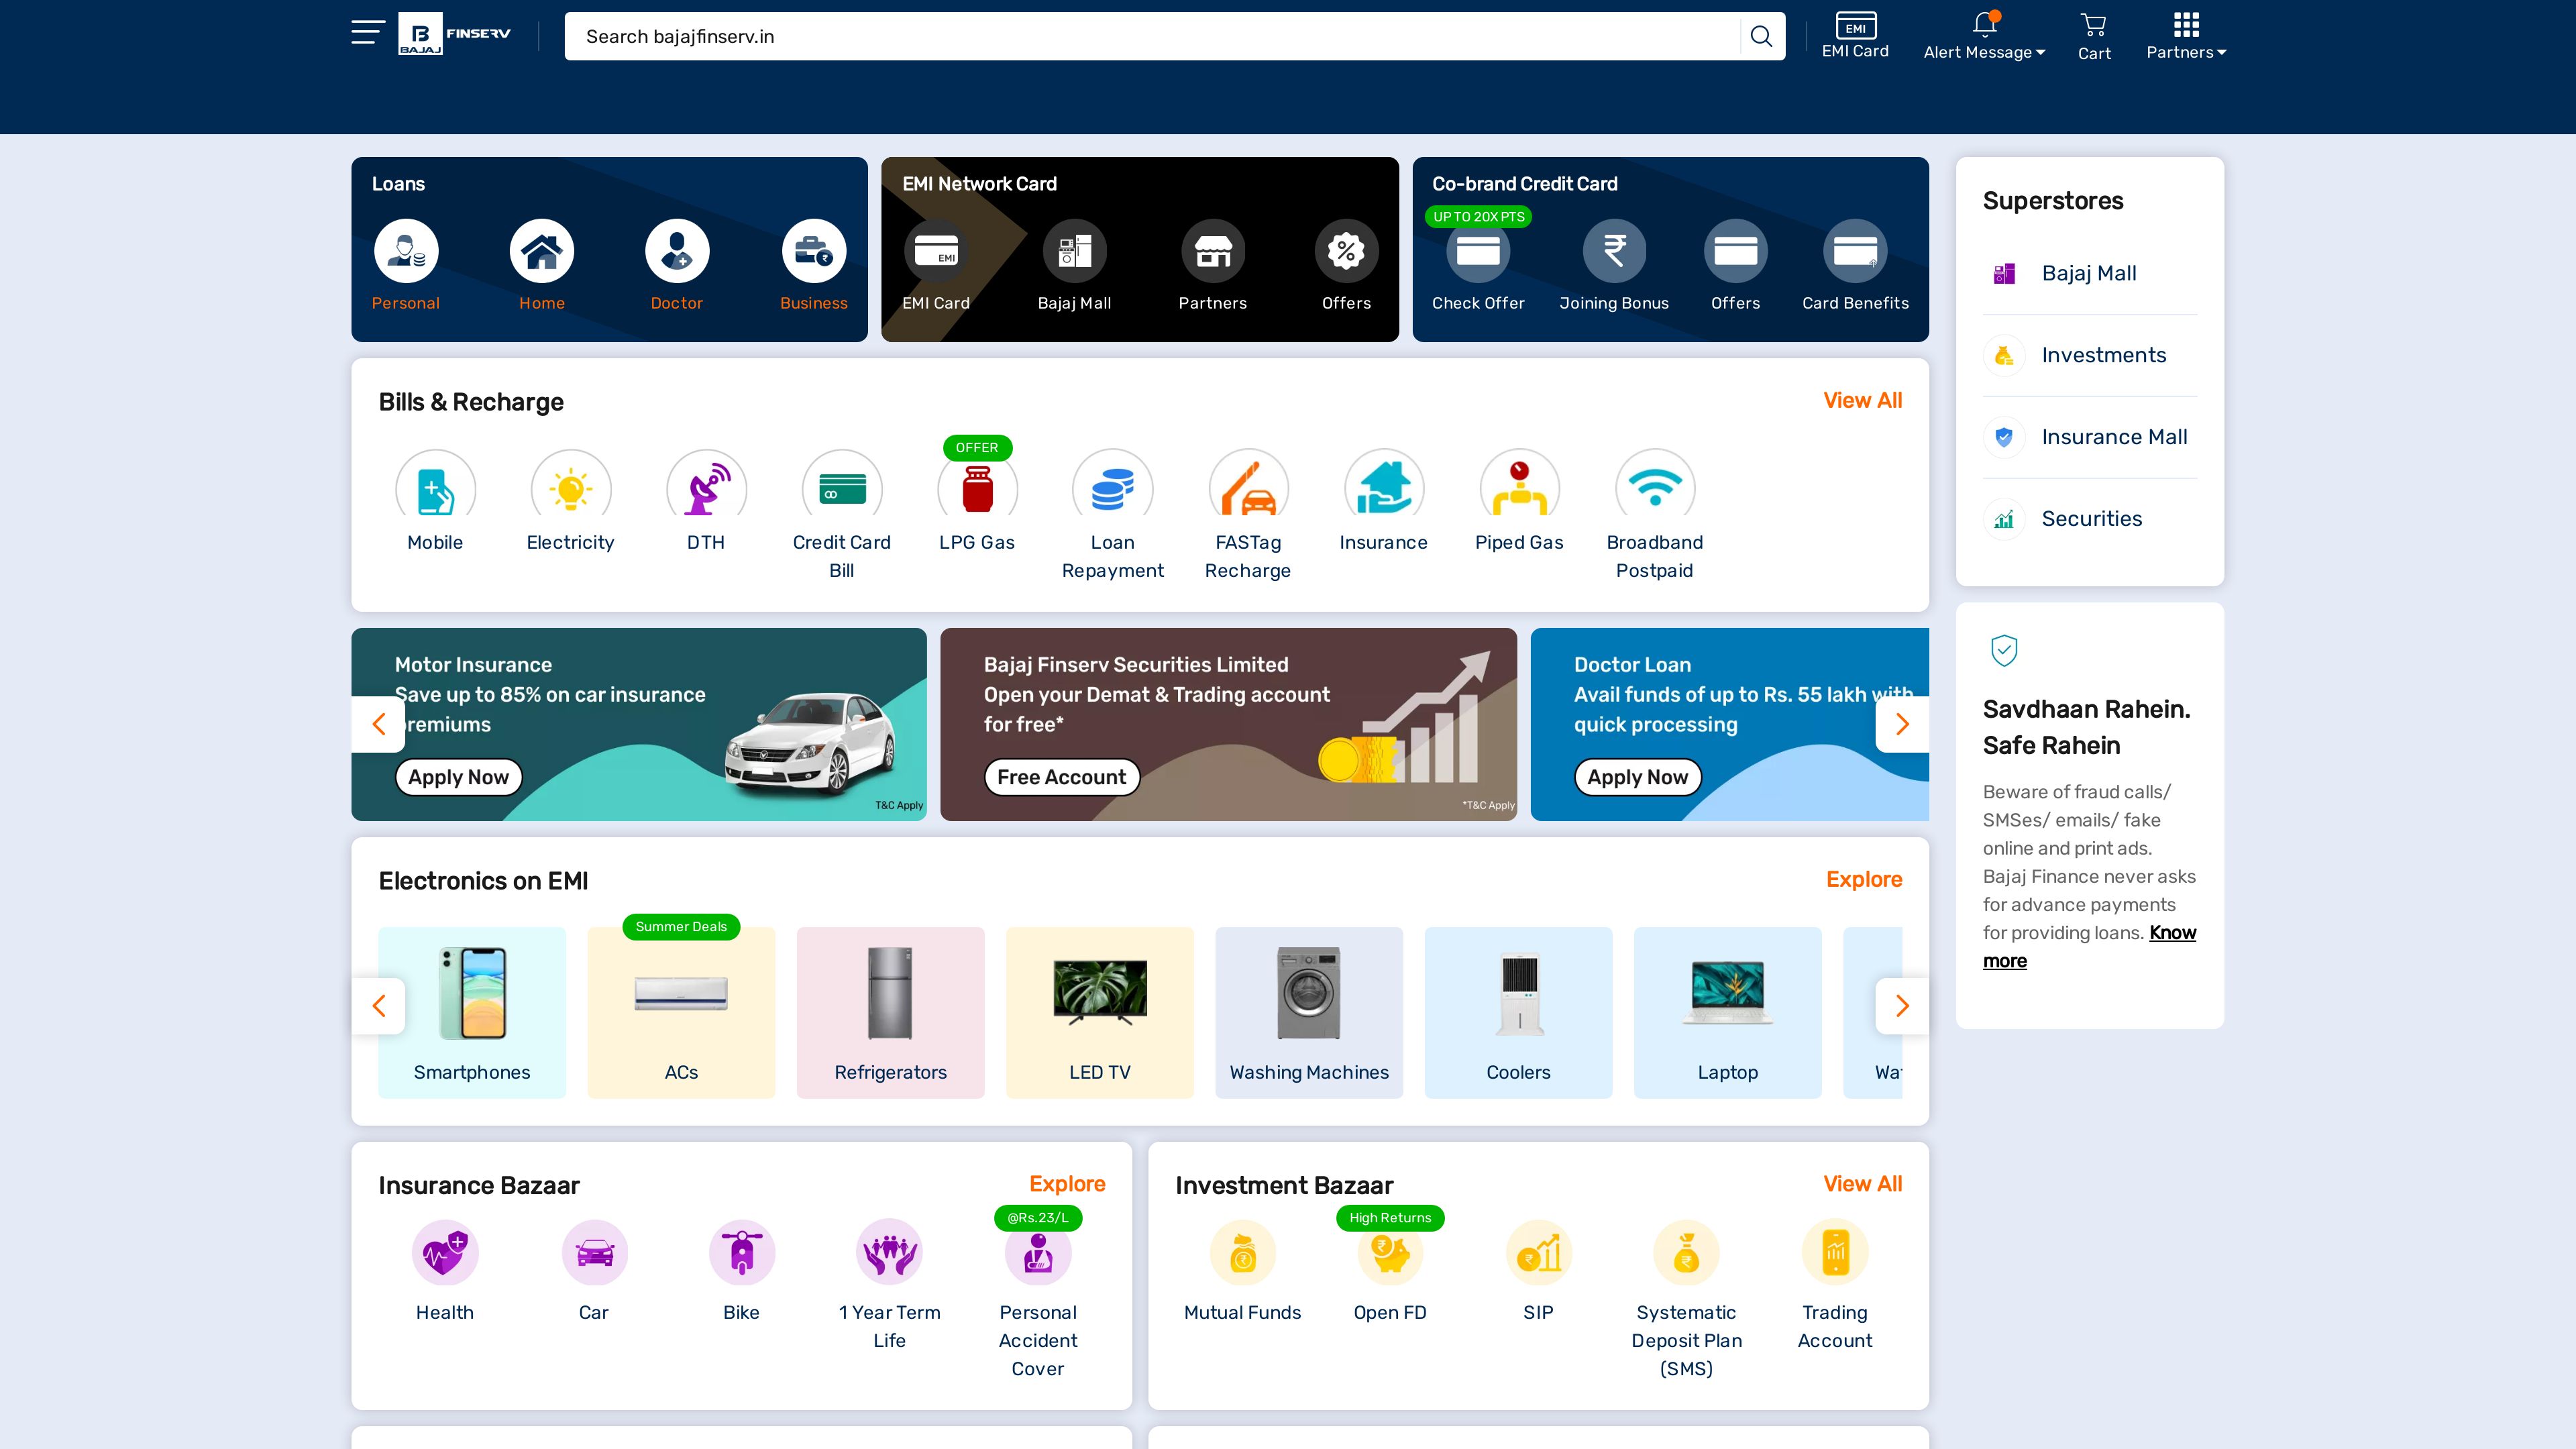 BAJAJ
FINSERV
Search bajajfinserv.in
EMI
EMI Card
Alert Message
Cart
Partners
Loans
Personal
Home
Doctor
Business
EMI Network Card
EMI
EMI Card
Bajaj Mall
Partners
Offers
Co-brand Credit Card
UP TO 20X PTS
Check Offer
Joining Bonus
Offers
Card Benefits
Superstores
Bajaj Mall
Investments
Insurance Mall
Securities
Bills & Recharge
View All
OFFER
Mobile
Electricity
DTH
Credit Card
Bill
LPG Gas
Loan
Repayment
FASTag
Recharge
Insurance
Piped Gas
Broadband
Postpaid
Motor Insurance
Save up to 85% on car insurance
premiums
Apply Now
T&C Apply
Bajaj Finserv Securities Limited
Open your Demat & Trading account
for free*
Free Account
*T&C Apply
Doctor Loan
Avail funds of up to Rs. 55 lakh with
quick processing
Apply Now
Savdhaan Rahein.
Safe Rahein
Beware of fraud calls/
SMSes/ emails/ fake
online and print ads.
Bajaj Finance never asks
for advance payments
for providing loans. Know
more
Electronics on EMI
Explore
Summer Deals
Smartphones
ACs
Refrigerators
LED TV
Washing Machines
Coolers
Laptop
Insurance Bazaar
Explore
@Rs.23/L
Health
Car
Bike
1 Year Term
Life
Personal
Accident
Cover
Investment Bazaar
View All
High Returns
Mutual Funds
Open FD
SIP
Systematic
Deposit Plan
(SMS)
Trading
Account